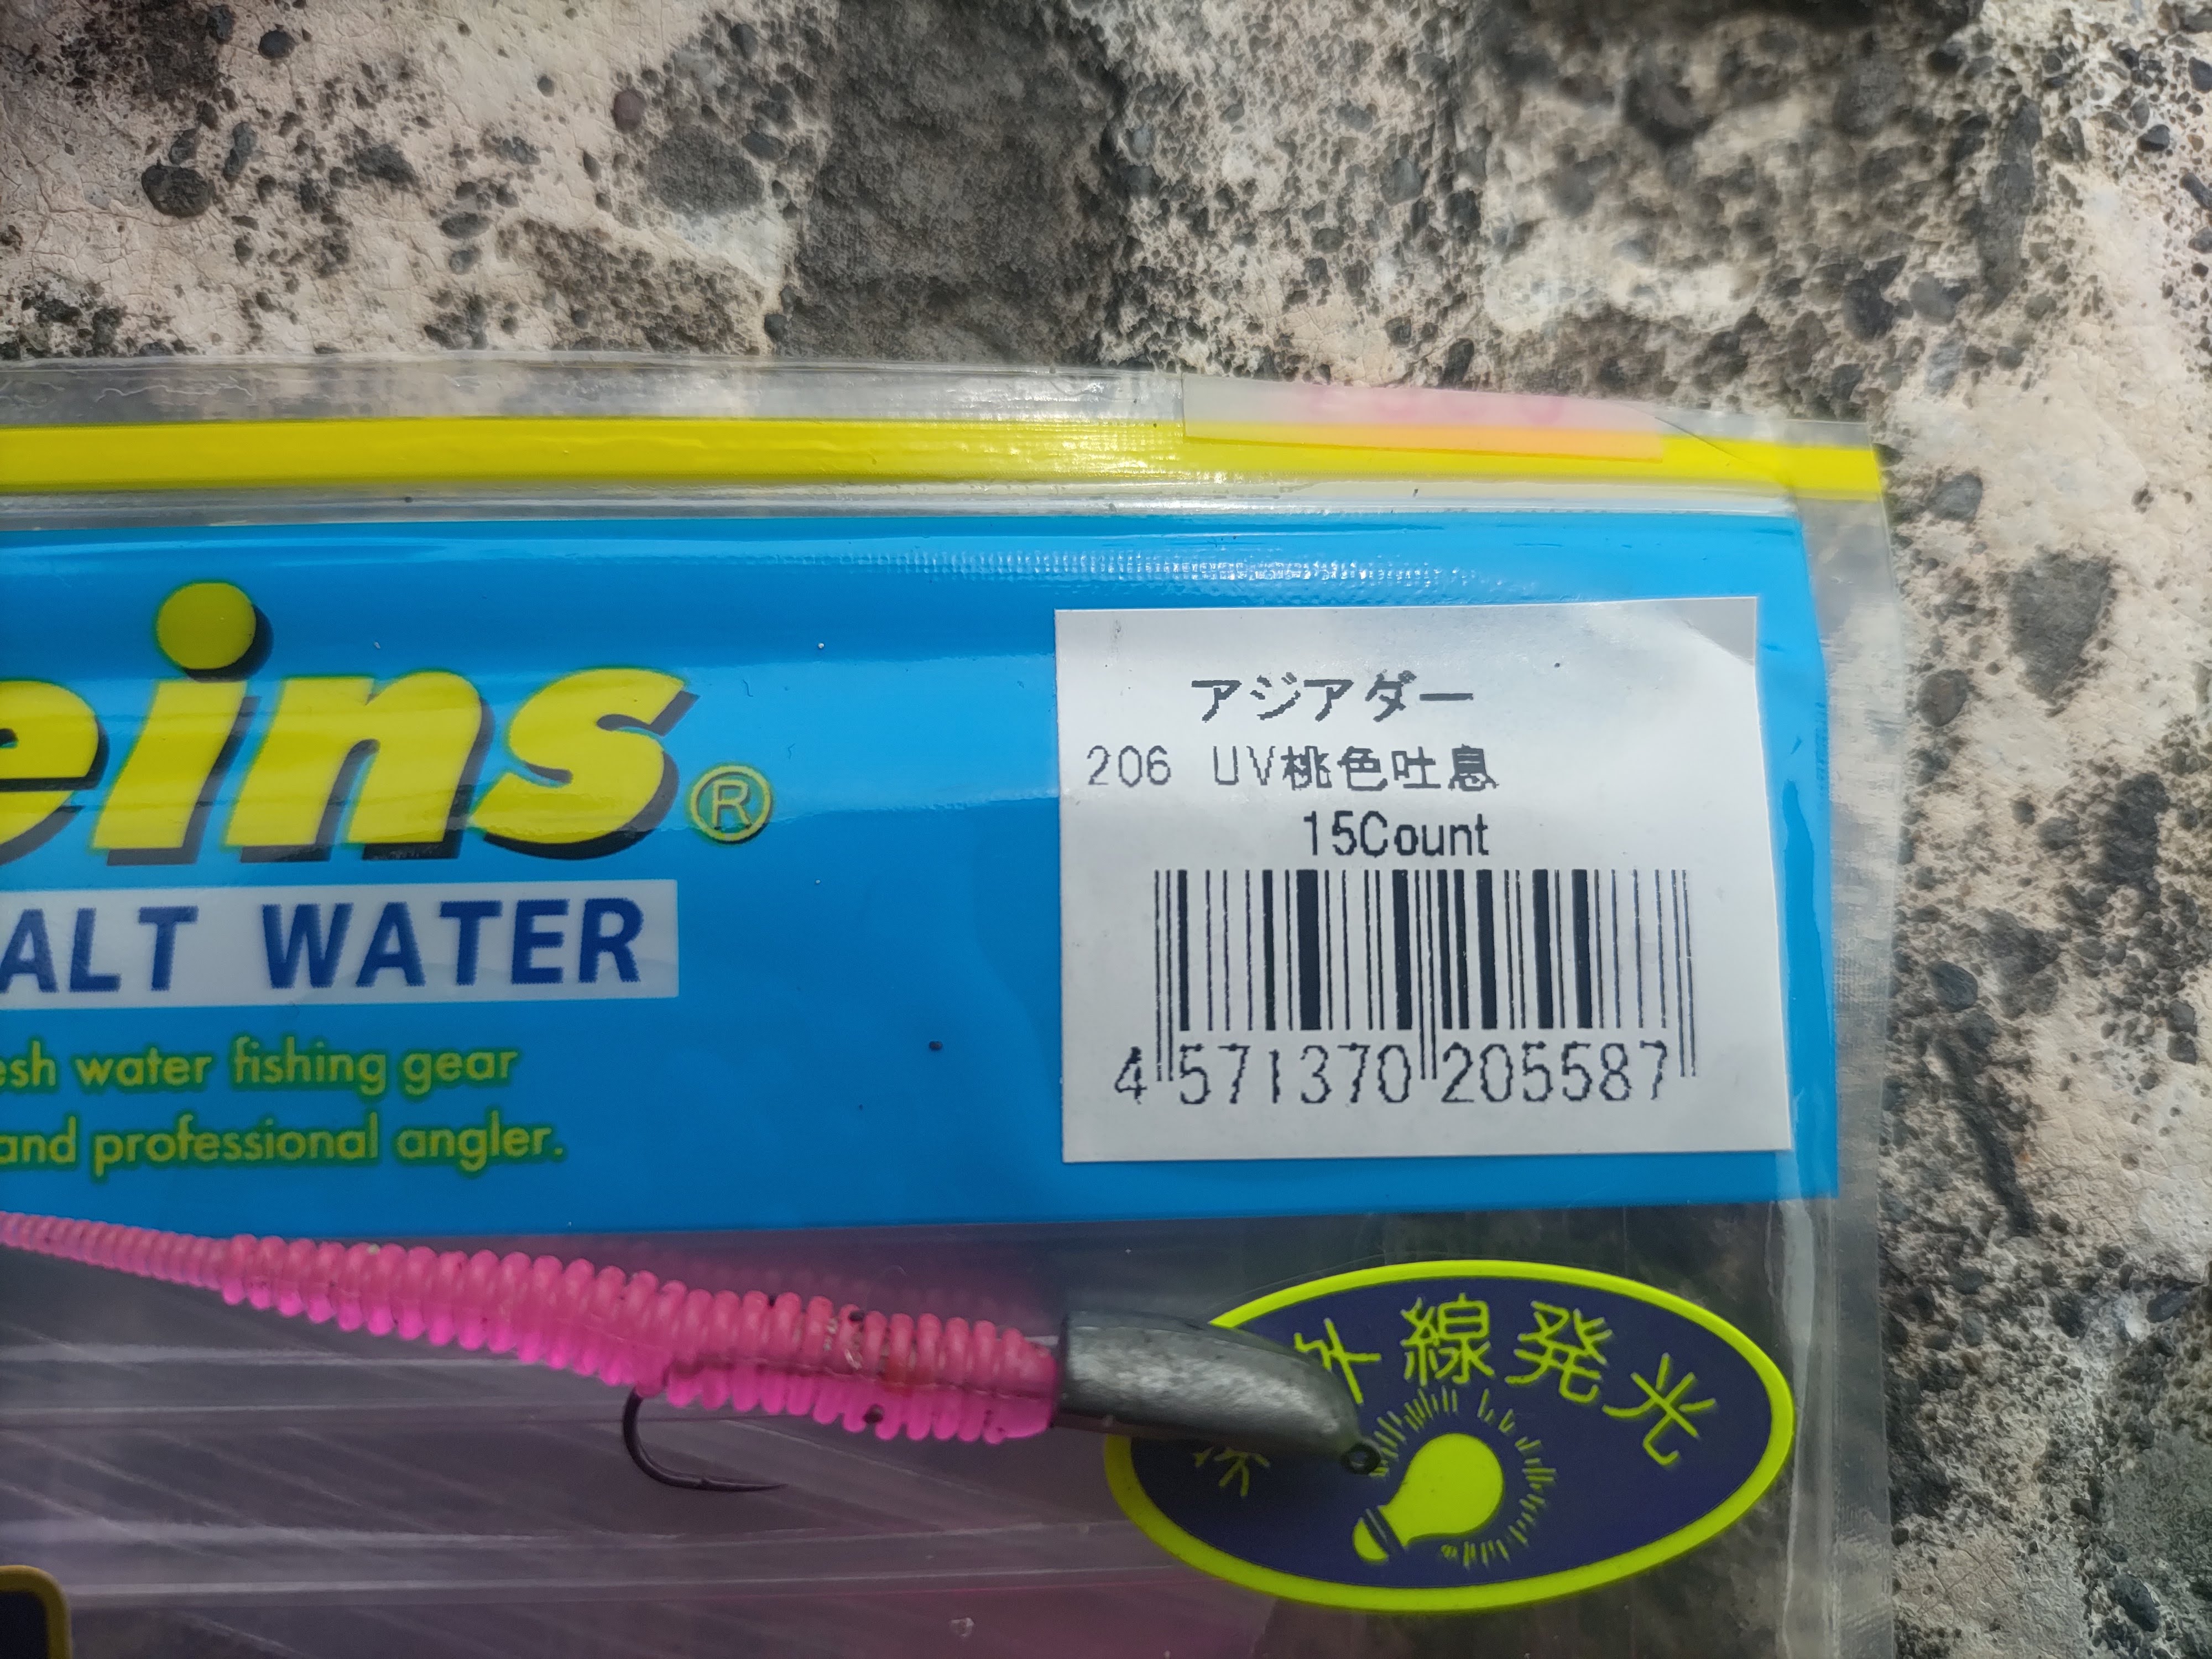 eins®
ALT WATER
esh water fishing gear
and professional angler.
アジアダー
206 UV桃色吐息
15Count
4 571370 205587
外線発光